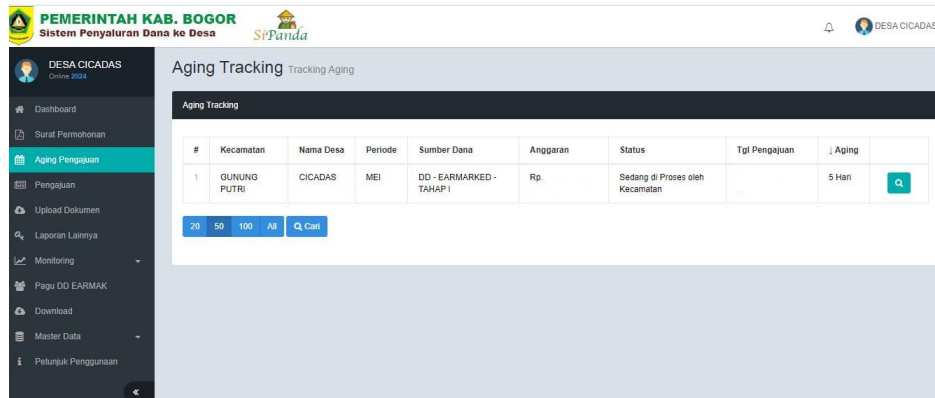 PEMERINTAH KAB. BOGOR
Sistem Penyaluran Dana ke Desa
SiPanda
DESA CICADAS
DESA CICADAS
Online 2024
Dashboard
Surat Permohonan
Aging Pengajuan
Pengajuan
Upload Dokumen
Laporan Lainnya
Monitoring
Pagu DD EARMAK
Download
Master Data
Petunjuk Penggunaan
Aging Tracking Tracking Aging
Aging Tracking
# Kecamatan Nama Desa Periode Sumber Dana Anggaran Status Tgl Pengajuan ↓ Aging
1 GUNUNG PUTRI CICADAS MEI DD - EARMARKED - TAHAP I Rp. Sedang di Proses oleh Kecamatan 5 Hari
20 50 100 All Cari